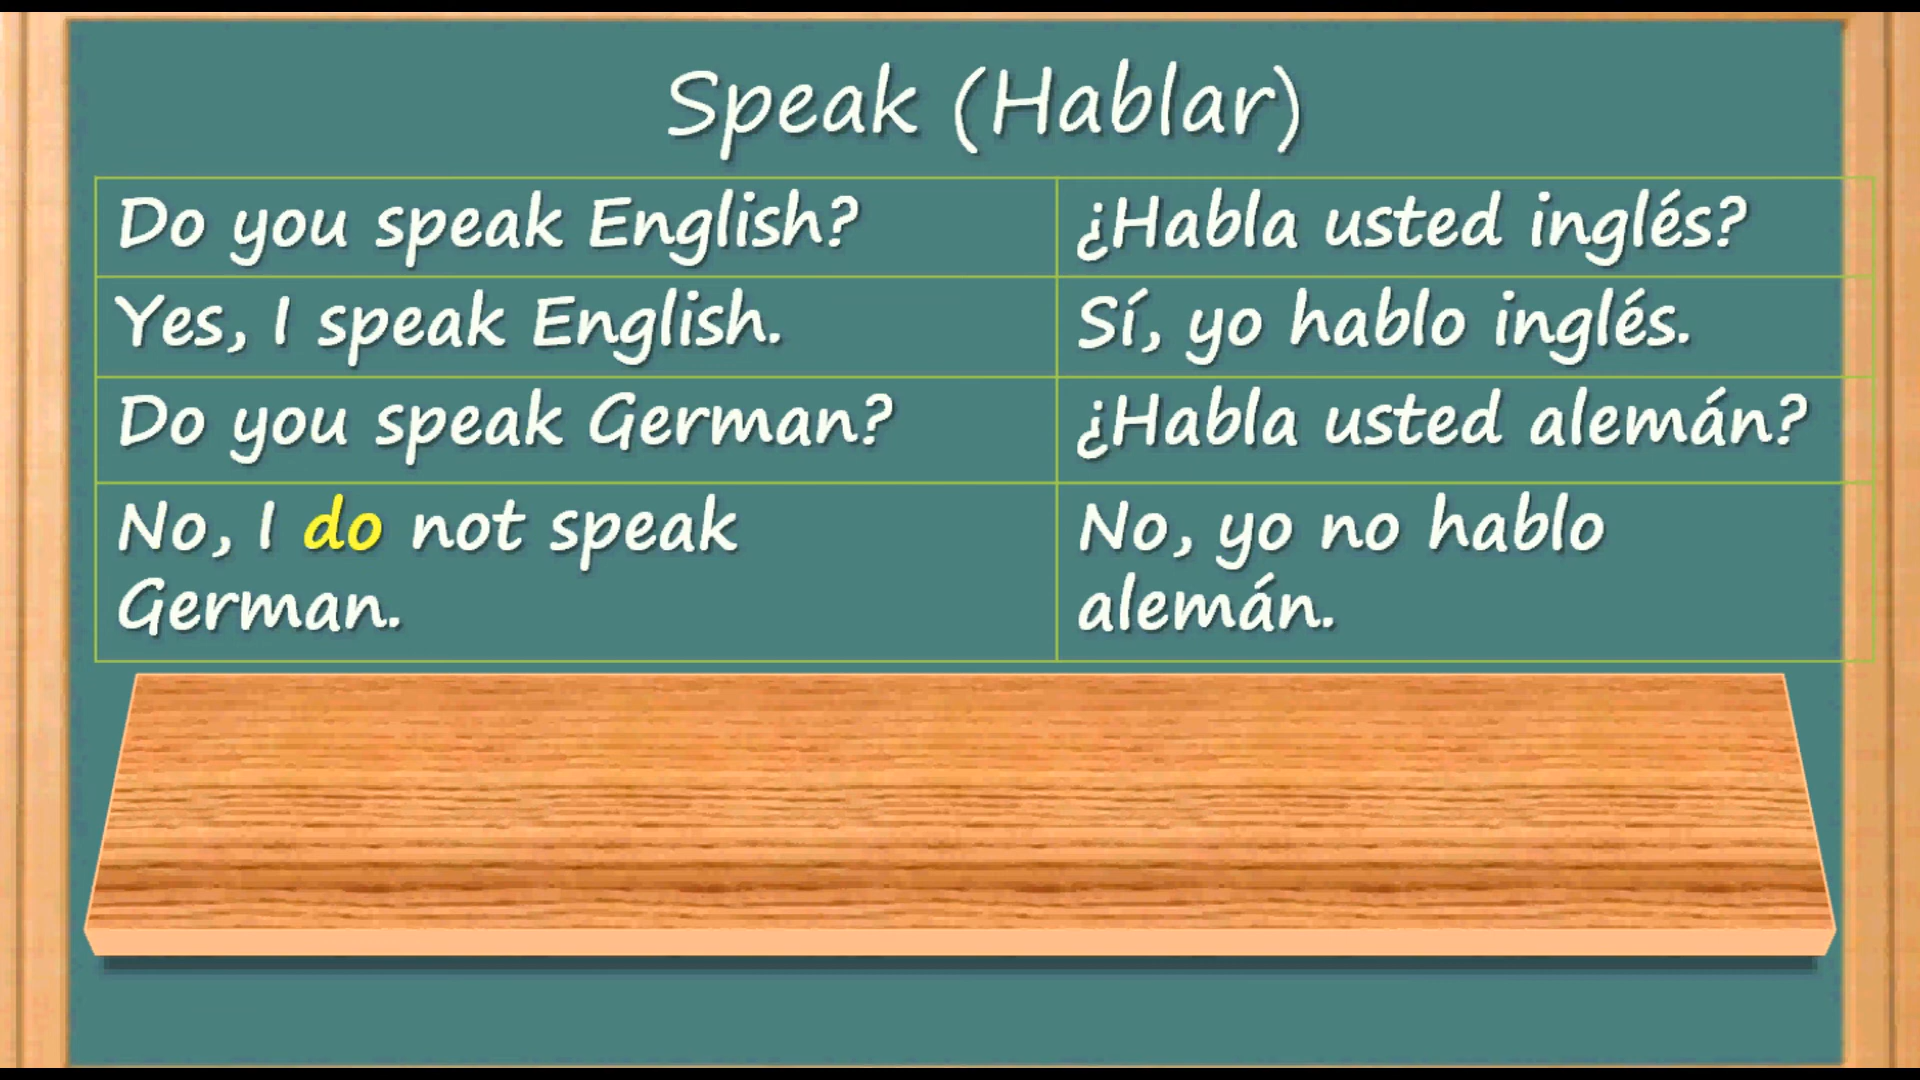 Speak (Hablar)
Do you speak English?
¿Habla usted inglés?
Yes, I speak English.
Sí, yo hablo inglés.
Do you speak German?
¿Habla usted alemán?
No, I do not speak
German.
No, yo no hablo
alemán.